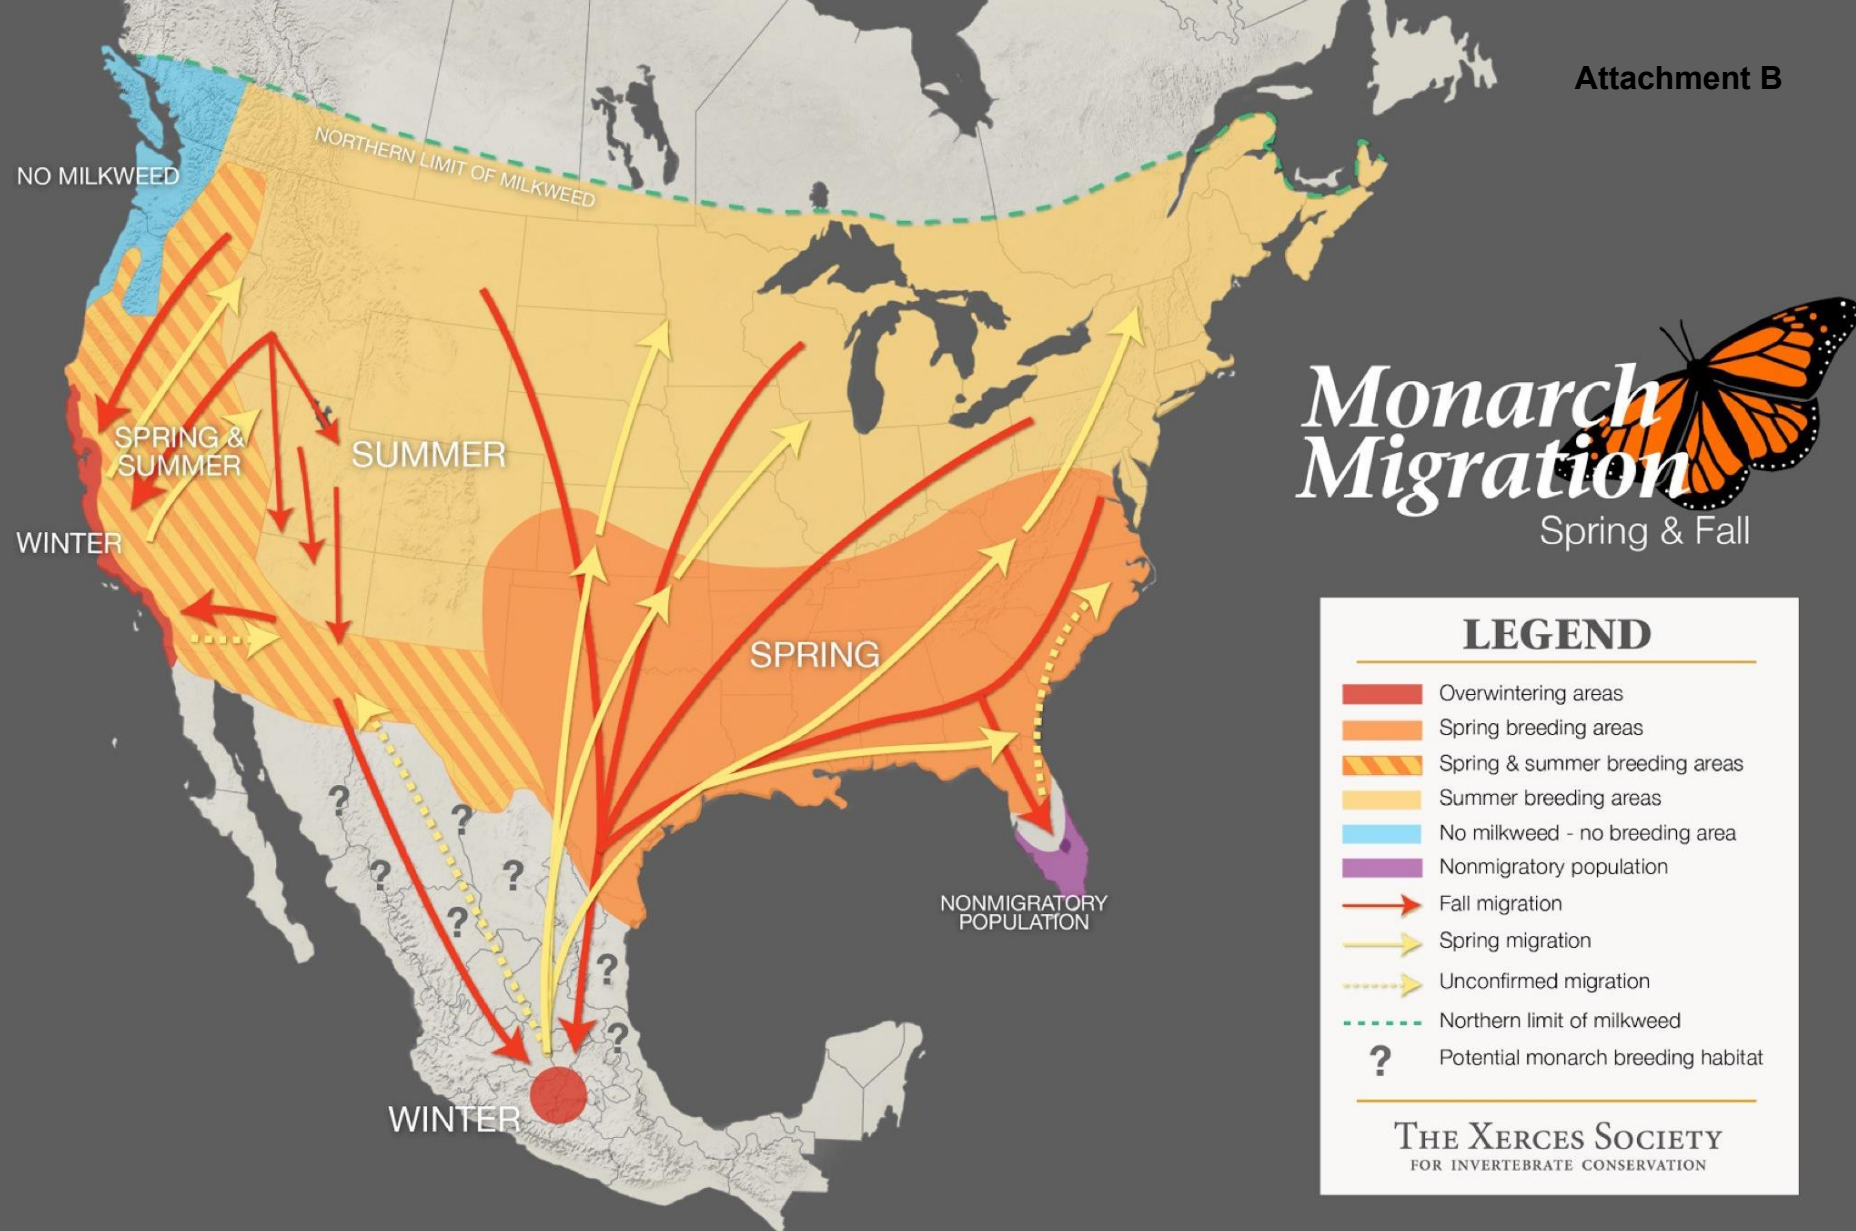 Attachment B
NORTHERN LIMIT OF MILKWEED
NO MILKWEED
SPRING &
SUMMER
SUMMER
WINTER
SPRING
NONMIGRATORY
POPULATION
WINTER
?
?
?
?
?
?
?
Monarch
Migration
Spring & Fall
LEGEND
Overwintering areas
Spring breeding areas
Spring & summer breeding areas
Summer breeding areas
No milkweed - no breeding area
Nonmigratory population
Fall migration
Spring migration
Unconfirmed migration
Northern limit of milkweed
? Potential monarch breeding habitat
THE XERCES SOCIETY
FOR INVERTEBRATE CONSERVATION